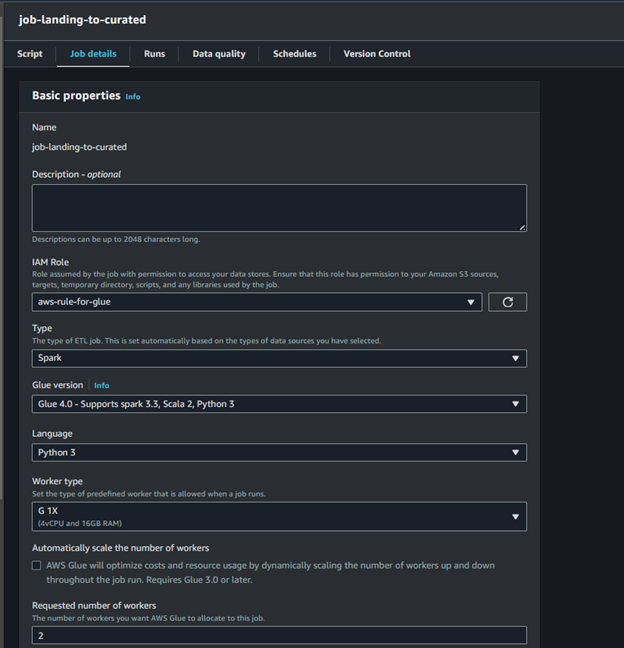 job-landing-to-curated
Script Job details Runs Data quality Schedules Version Control
Basic properties Info
Name
job-landing-to-curated
Description - optional
Descriptions can be up to 2048 characters long.
IAM Role
Role assumed by the job with permission to access your data stores. Ensure that this role has permission to your Amazon S3 sources,
targets, temporary directory, scripts, and any libraries used by the job.
aws-rule-for-glue
Type
The type of ETL job. This is set automatically based on the types of data sources you have selected.
Spark
Glue version Info
Glue 4.0 - Supports spark 3.3, Scala 2, Python 3
Language
Python 3
Worker type
Set the type of predefined worker that is allowed when a job runs.
G 1X
(4vCPU and 16GB RAM)
Automatically scale the number of workers
AWS Glue will optimize costs and resource usage by dynamically scaling the number of workers up and down
throughout the job run. Requires Glue 3.0 or later.
Requested number of workers
The number of workers you want AWS Glue to allocate to this job.
2